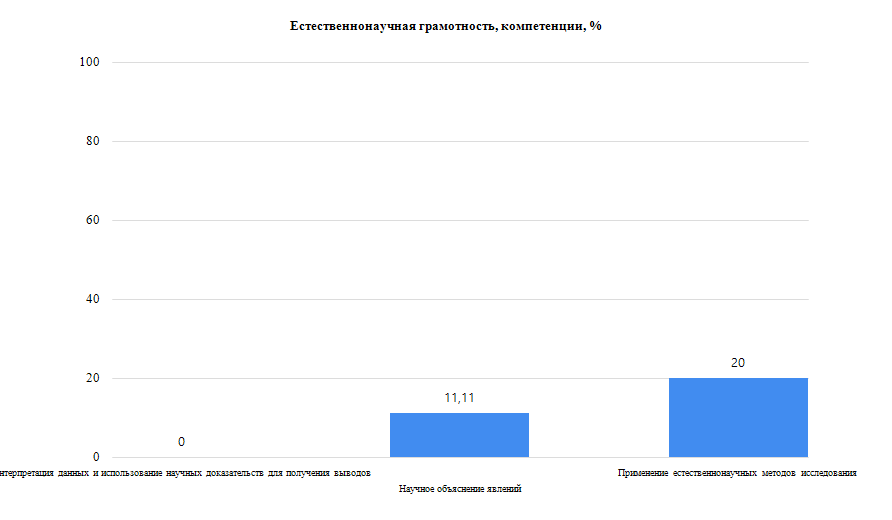 Естественнонаучная грамотность, компетенции, %
100
80
60
40
20
0
0
11,11
20
нтерпретация данных и использование научных доказательств для получения выводов
Научное объяснение явлений
Применение естественнонаучных методов исследования